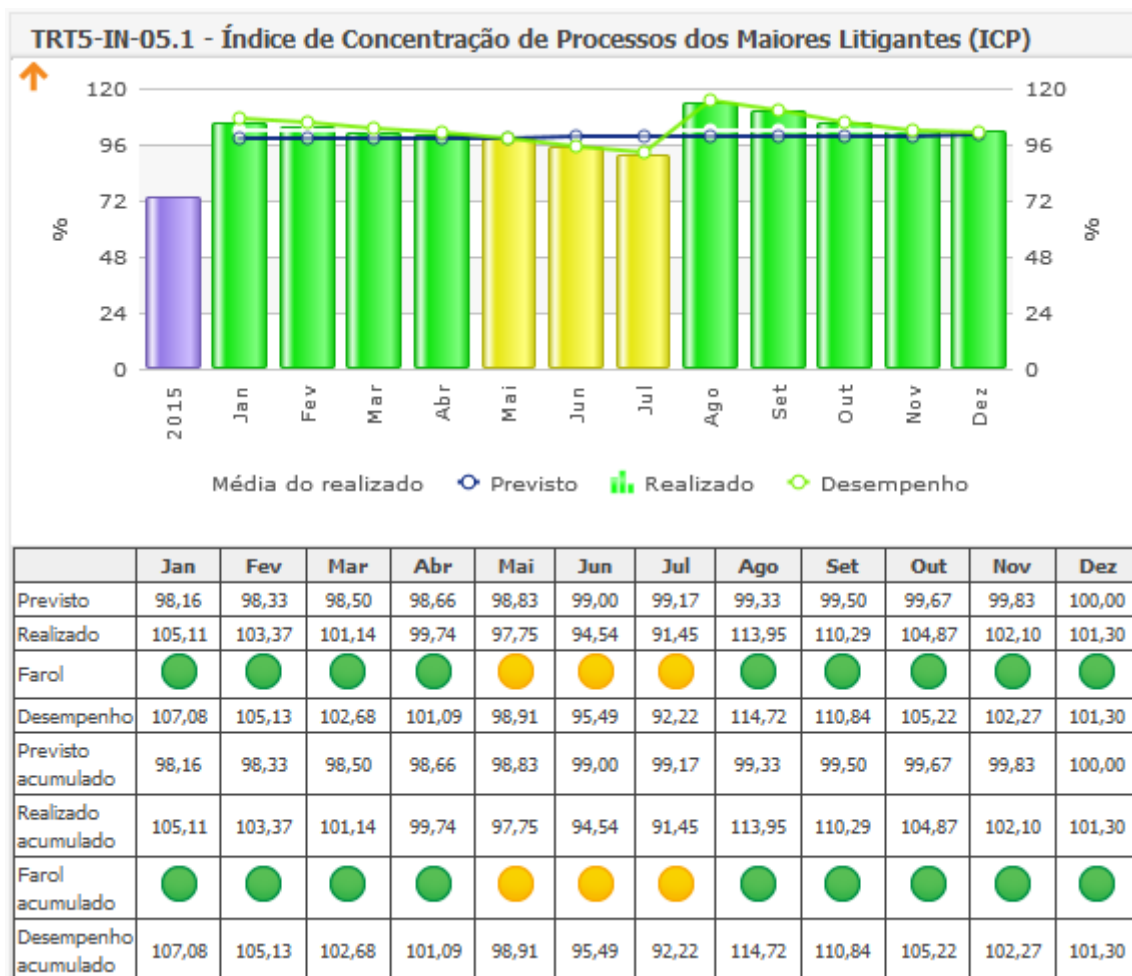 TRT5-IN-05.1 - Índice de Concentração de Processos dos Maiores Litigantes (ICP)
120 120
96 96
72 72
% %
48 48
24 24
0 0
2015 Jan Fev Mar Abr Mai Jun Jul Ago Set Out Nov Dez
Média do realizado Previsto Realizado Desempenho
Jan Fev Mar Abr Mai Jun Jul Ago Set Out Nov Dez
Previsto 98,16 98,33 98,50 98,66 98,83 99,00 99,17 99,33 99,50 99,67 99,83 100,00
Realizado 105,11 103,37 101,14 99,74 97,75 94,54 91,45 113,95 110,29 104,87 102,10 101,30
Farol
Desempenho 107,08 105,13 102,68 101,09 98,91 95,49 92,22 114,72 110,84 105,22 102,27 101,30
Previsto
acumulado 98,16 98,33 98,50 98,66 98,83 99,00 99,17 99,33 99,50 99,67 99,83 100,00
Realizado
acumulado 105,11 103,37 101,14 99,74 97,75 94,54 91,45 113,95 110,29 104,87 102,10 101,30
Farol
acumulado
Desempenho
acumulado 107,08 105,13 102,68 101,09 98,91 95,49 92,22 114,72 110,84 105,22 102,27 101,30